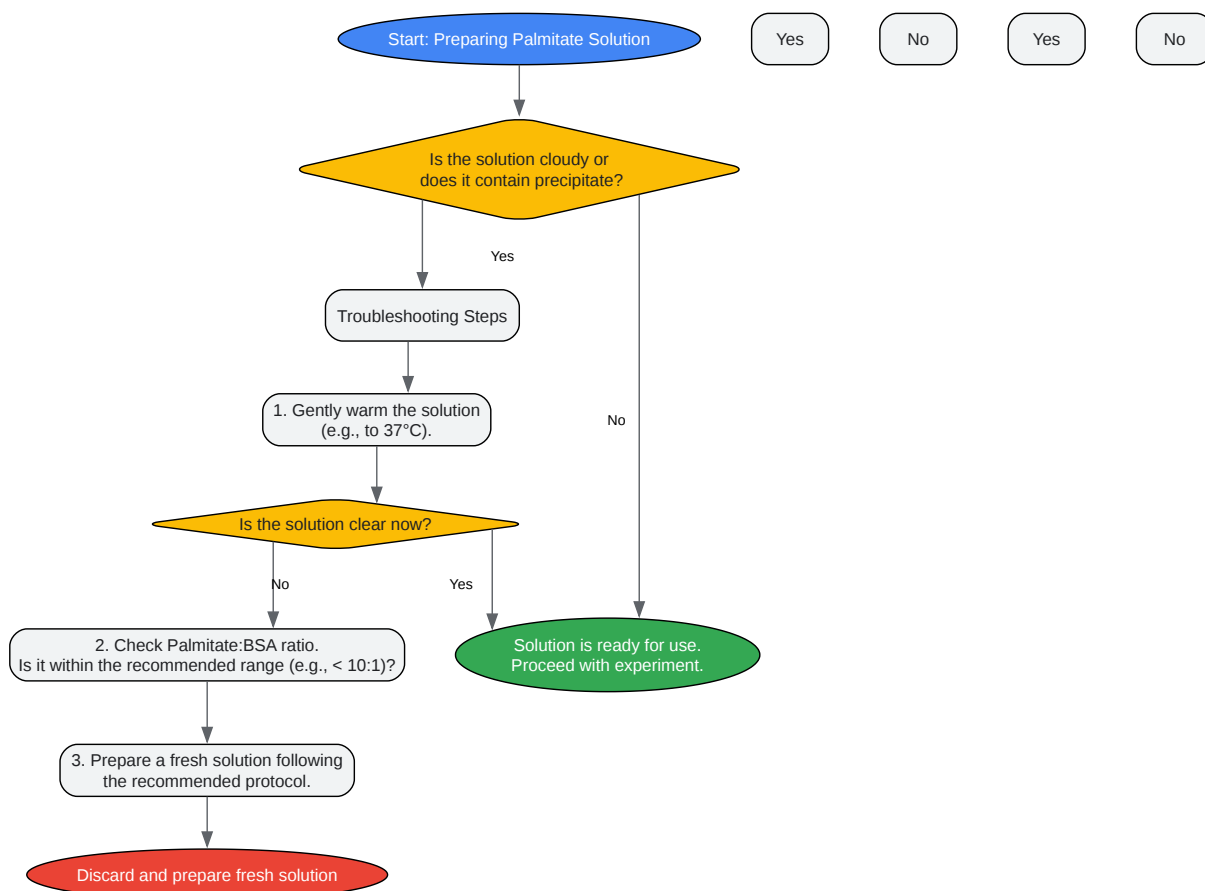 Start: Preparing Palmitate Solution
Yes
No
Yes
No
Is the solution cloudy or
does it contain precipitate?
Yes
Troubleshooting Steps
1. Gently warm the solution
(e.g., to 37°C).
No
Is the solution clear now?
No
Yes
2. Check Palmitate:BSA ratio.
Is it within the recommended range (e.g., < 10:1)?
Solution is ready for use.
Proceed with experiment.
3. Prepare a fresh solution following
the recommended protocol.
Discard and prepare fresh solution